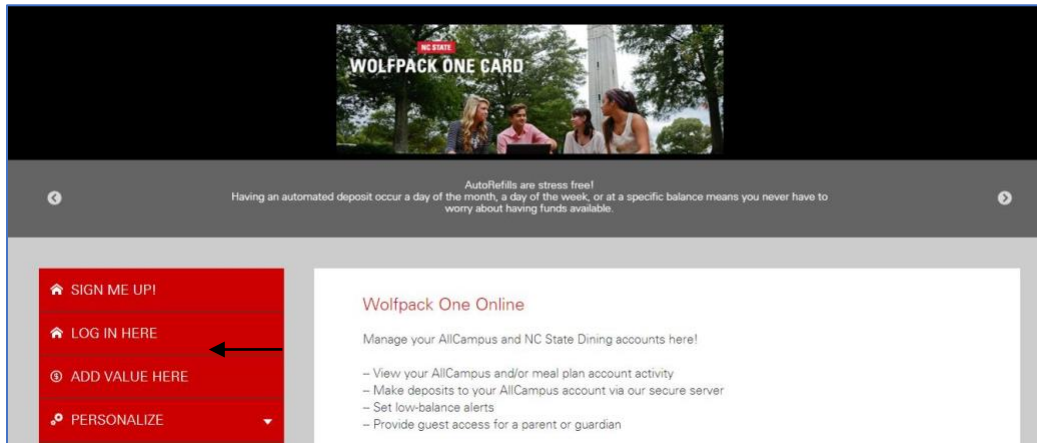 NC STATE
WOLFPACK ONE CARD
AutoRefills are stress free!
Having an automated deposit occur a day of the month, a day of the week, or at a specific balance means you never have to
worry about having funds available.
SIGN ME UP!
LOG IN HERE
ADD VALUE HERE
PERSONALIZE
Wolfpack One Online
Manage your AllCampus and NC State Dining accounts here!
– View your AllCampus and/or meal plan account activity
– Make deposits to your AllCampus account via our secure server
– Set low-balance alerts
– Provide guest access for a parent or guardian